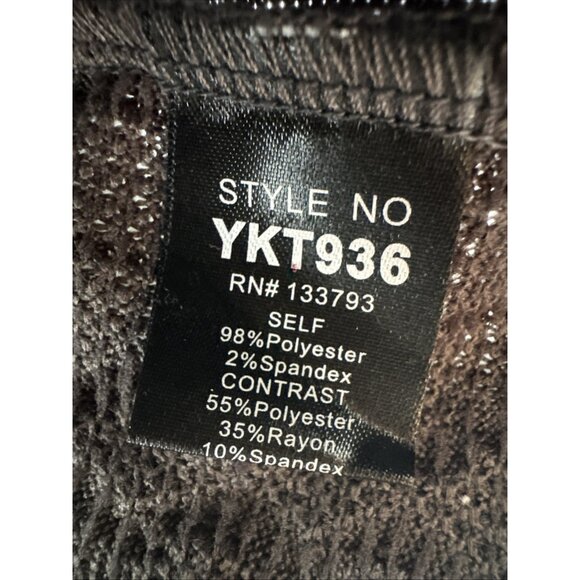 STYLE NO
YKT936
RN# 133793
SELF
98%Polyester
2%Spandex
CONTRAST
55%Polyester
35%Rayon
10%Spandex